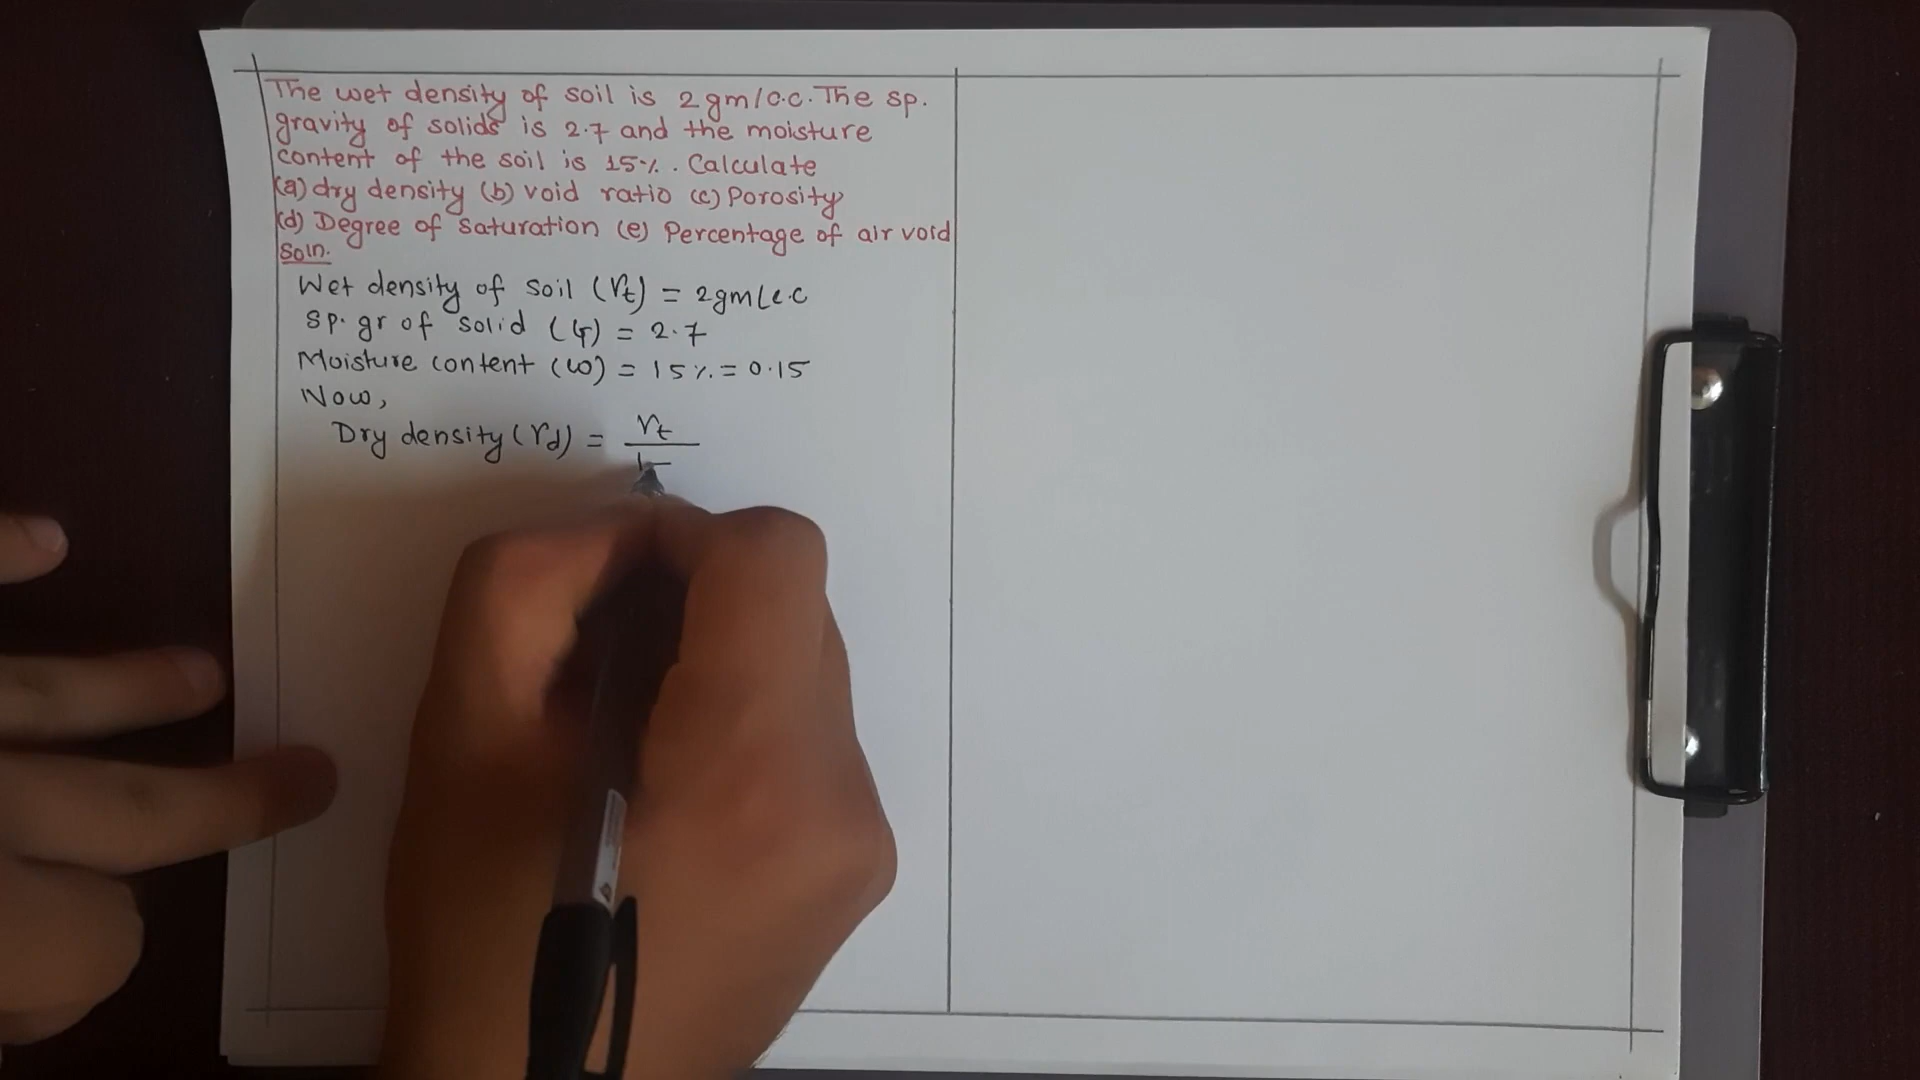 The wet density of soil is 2gm/c.c. The sp.
gravity of solids is 2.7 and the moisture
content of the soil is 15%. Calculate
(a) dry density (b) void ratio (c) Porosity
(d) Degree of saturation (e) Percentage of air void
Soln.
Wet density of soil (γt) = 2gm/c.c
Sp. gr of solid (G) = 2.7
Moisture content (ω) = 15% = 0.15
Now,
Dry density (γd) = γt
1